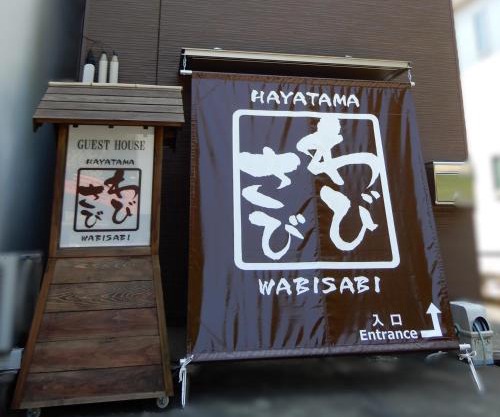 GUEST HOUSE
HAYATAMA
わび
さび
WABISABI
HAYATAMA
わび
さび
WABISABI
入口
Entrance